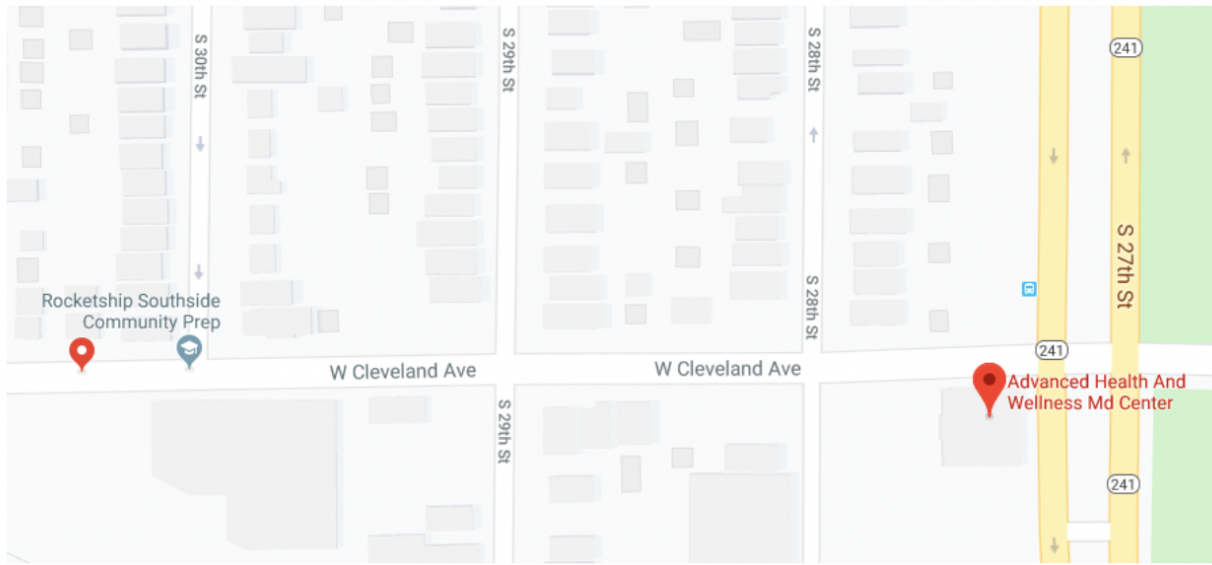 S 30th St
S 29th St
S 28th St
241
S 27th St
S 28th St
Rocketship Southside
Community Prep
241
W Cleveland Ave
W Cleveland Ave
Advanced Health And
Wellness Md Center
S 29th St
241